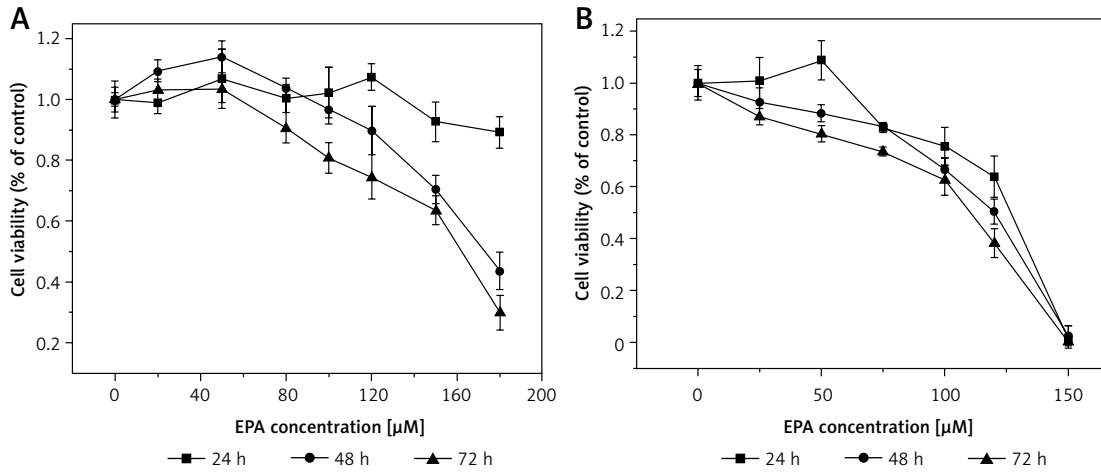 A
Cell viability (% of control)
1.2
1.0
0.8
0.6
0.4
0.2
0 40 80 120 160 200
EPA concentration [µM]
24 h 48 h 72 h
B
Cell viability (% of control)
1.2
1.0
0.8
0.6
0.4
0.2
0
0 50 100 150
EPA concentration [µM]
24 h 48 h 72 h